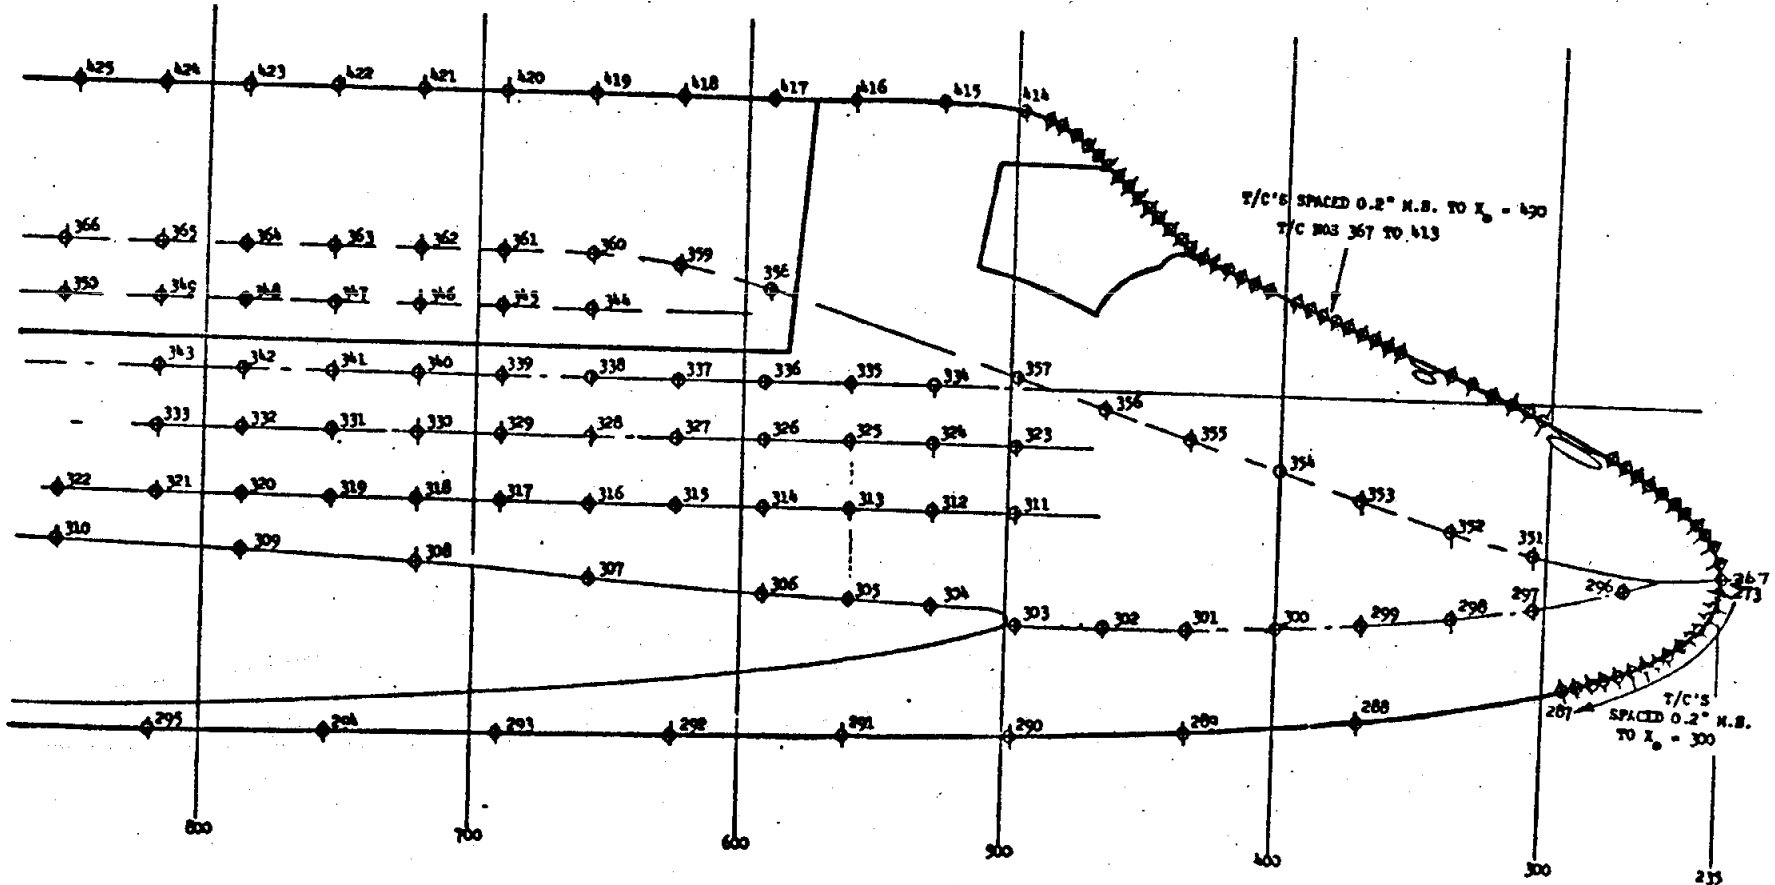 425 424 423 422 421 420 419 418 417 416 415 414
T/C'S SPACED 0.2" M.S. TO X₀ = 490
T/C NOS 367 TO 413
366 365 364 363 362 361 360 359 356
350 349 348 347 346 345 344
343 342 341 340 339 338 337 336 335 334 357
356
333 332 331 330 329 328 327 326 325 324 323 355
354
322 321 320 319 318 317 316 315 314 313 312 311 353
352
310 309 308 351
307 306 305 304 296 267
273
303 302 301 300 299 298 297
T/C'S
SPACED 0.2" M.S.
TO X₀ = 300
295 294 293 292 291 290 289 288 287
800 700 600 500 400 300 235